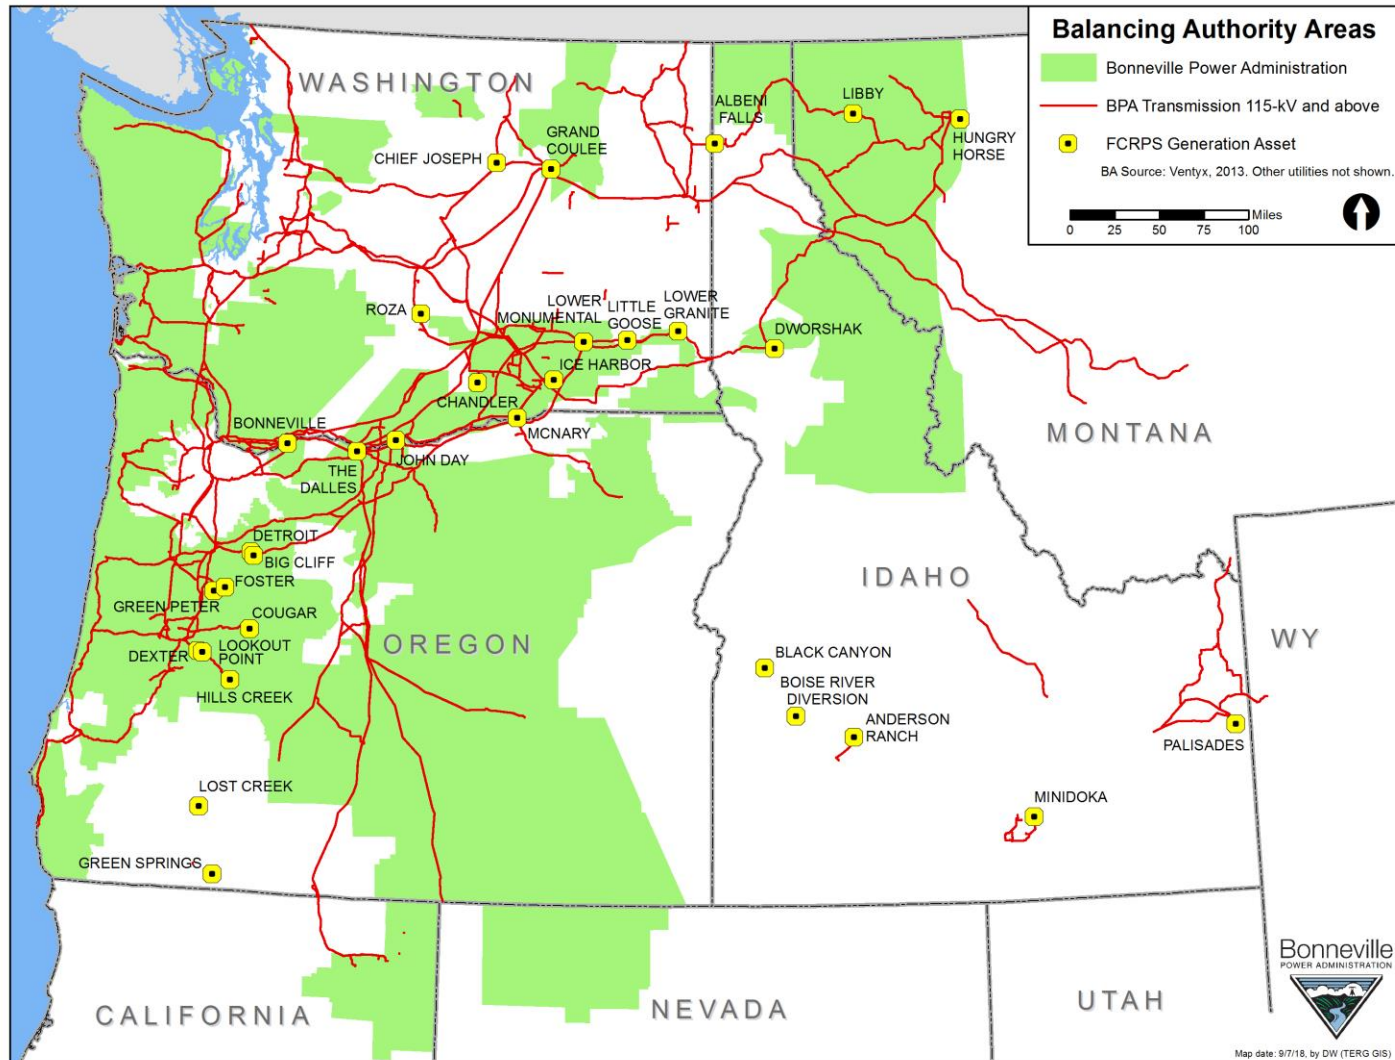 Balancing Authority Areas
Bonneville Power Administration
BPA Transmission 115-kV and above
FCRPS Generation Asset
BA Source: Ventyx, 2013. Other utilities not shown.
Miles
0 25 50 75 100
WASHINGTON
ALBENI
FALLS
LIBBY
HUNGRY
HORSE
GRAND
COULEE
CHIEF JOSEPH
ROZA
LOWER
MONUMENTAL
LITTLE
GOOSE
LOWER
GRANITE
DWORSHAK
ICE HARBOR
CHANDLER
BONNEVILLE
MCNARY
JOHN DAY
THE
DALLES
MONTANA
DETROIT
BIG CLIFF
FOSTER
GREEN PETER
COUGAR
DEXTER
LOOKOUT
POINT
HILLS CREEK
OREGON
IDAHO
WY
BLACK CANYON
BOISE RIVER
DIVERSION
ANDERSON
RANCH
PALISADES
LOST CREEK
MINIDOKA
GREEN SPRINGS
CALIFORNIA
NEVADA
UTAH
Bonneville
POWER ADMINISTRATION
Map date: 9/7/18, by DW (TERG GIS)